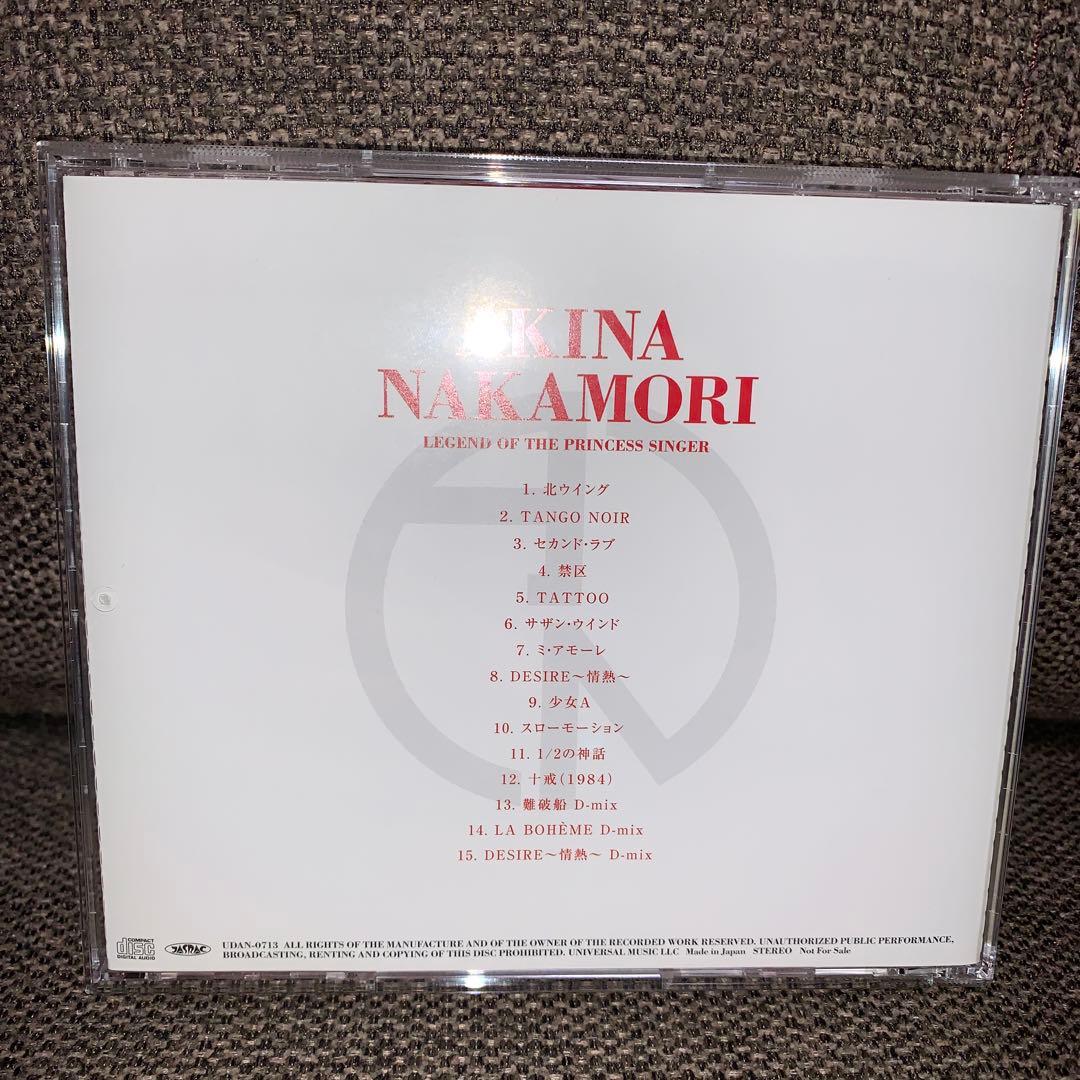 AKINA
NAKAMORI
LEGEND OF THE PRINCESS SINGER
1. 北ウイング
2. TANGO NOIR
3. セカンド・ラブ
4. 禁区
5. TATTOO
6. サザン・ウインド
7. ミ・アモーレ
8. DESIRE〜情熱〜
9. 少女A
10. スローモーション
11. 1/2の神話
12. 十戒(1984)
13. 難破船 D-mix
14. LA BOHÈME D-mix
15. DESIRE〜情熱〜 D-mix
COMPACT
disc
DIGITAL AUDIO
JASRAC
UDAN-0713 ALL RIGHTS OF THE MANUFACTURE AND OF THE OWNER OF THE RECORDED WORK RESERVED. UNAUTHORIZED PUBLIC PERFORMANCE,
BROADCASTING, RENTING AND COPYING OF THIS DISC PROHIBITED. UNIVERSAL MUSIC LLC Made in Japan STEREO Not For Sale